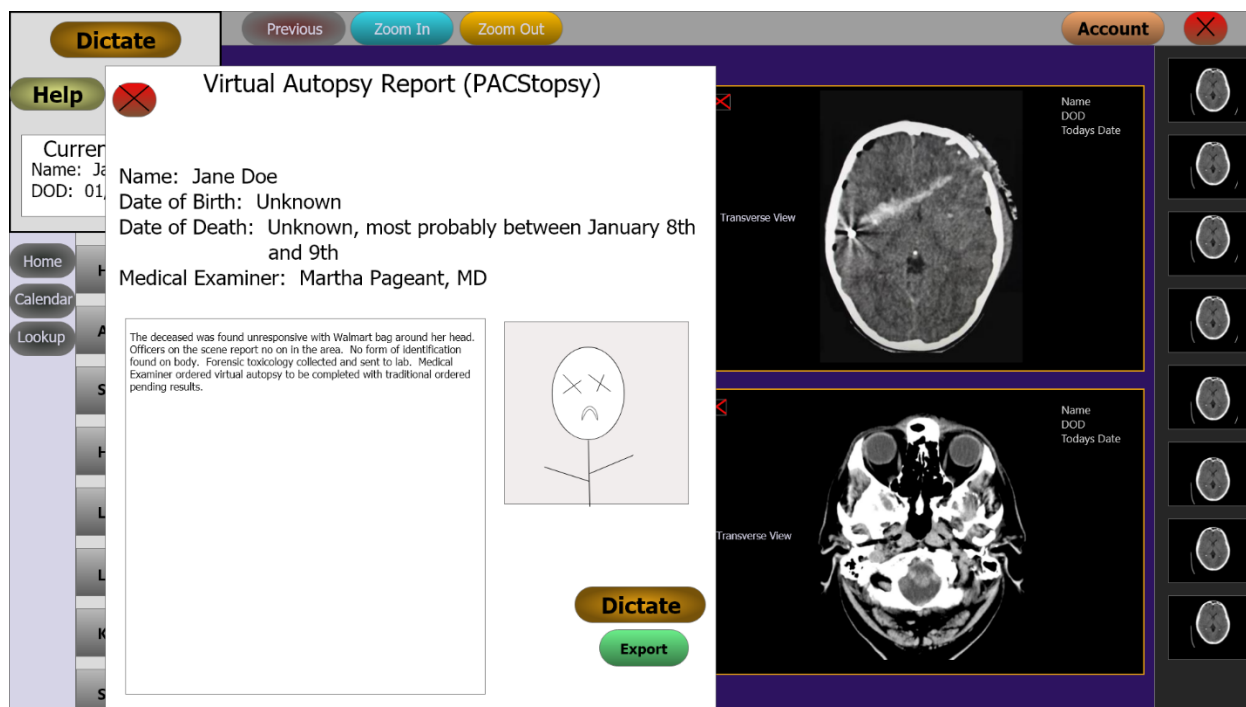 Dictate
Previous
Zoom In
Zoom Out
Account
Help
Virtual Autopsy Report (PACStopsy)
Curren
Name: Ja
DOD: 01/
Name: Jane Doe
Date of Birth: Unknown
Date of Death: Unknown, most probably between January 8th
and 9th
Medical Examiner: Martha Pageant, MD
Home
Calendar
Lookup
H
A
S
H
L
L
K
S
The deceased was found unresponsive with Walmart bag around her head.
Officers on the scene report no on in the area. No form of identification
found on body. Forensic toxicology collected and sent to lab. Medical
Examiner ordered virtual autopsy to be completed with traditional ordered
pending results.
Dictate
Export
Name
DOD
Todays Date
Transverse View
Name
DOD
Todays Date
Transverse View